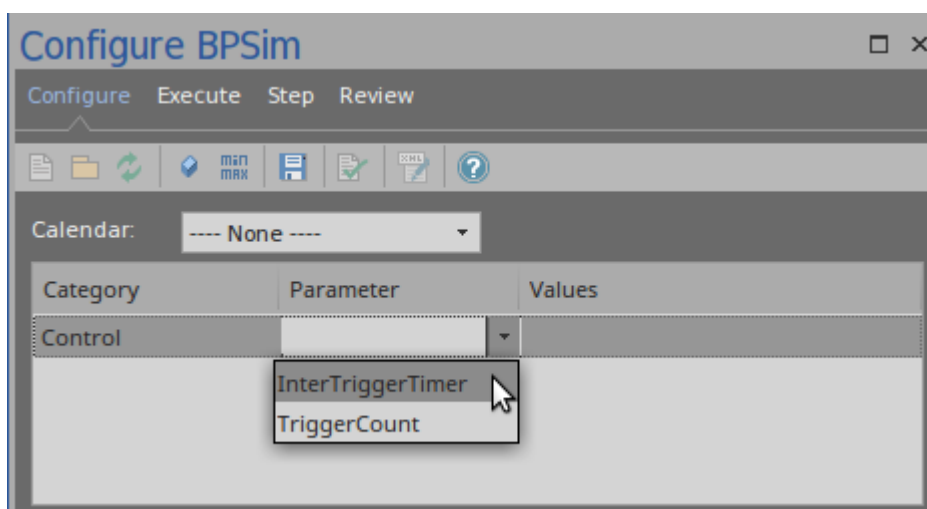 Configure BPSim
Configure Execute Step Review
min
max
XML
?
Calendar: ---- None ----
Category Parameter Values
Control
InterTriggerTimer
TriggerCount